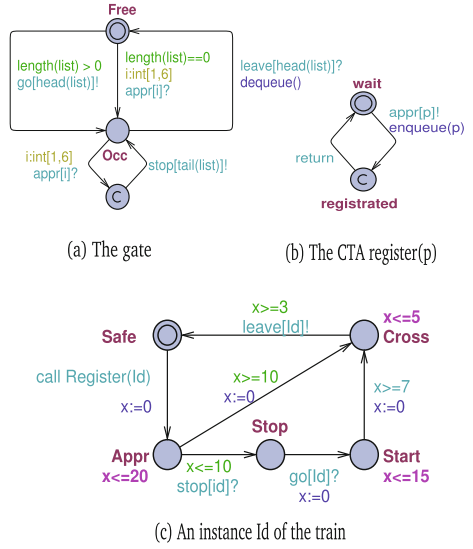 Free
length(list) > 0
go[head(list)]!
length(list)==0
i:int[1,6]
appr[i]?
leave[head(list)]?
dequeue()
Occ
i:int[1,6]
appr[i]?
stop[tail(list)]!
C
(a) The gate
wait
appr[p]!
enqueue(p)
return
C
registrated
(b) The CTA register(p)
x>=3
leave[Id]!
x<=5
Cross
Safe
call Register(Id)
x:=0
x>=10
x:=0
x>=7
x:=0
Stop
Appr
x<=20
x<=10
stop[id]?
go[Id]?
x:=0
Start
x<=15
(c) An instance Id of the train